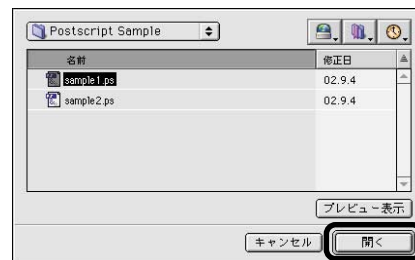 Postscript Sample
名前 修正日
sample1.ps 02.9.4
sample2.ps 02.9.4
プレビュー表示
キャンセル 開く